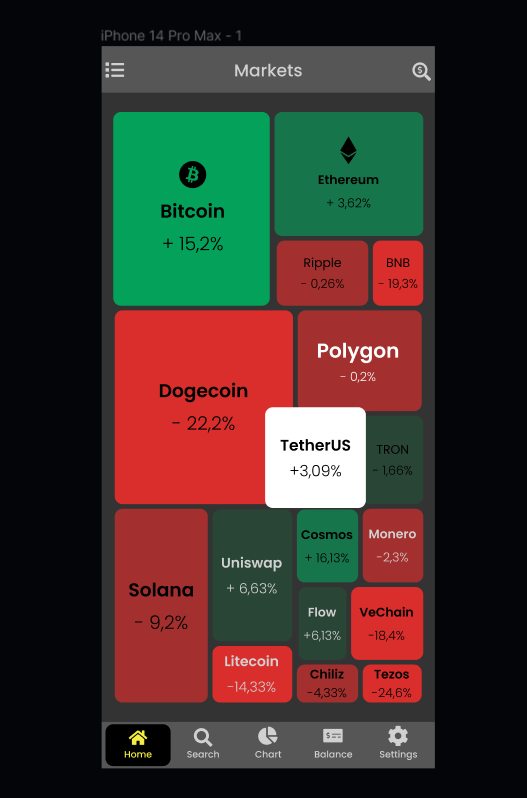 iPhone 14 Pro Max - 1
Markets
Bitcoin
+ 15,2%
Ethereum
+ 3,62%
Ripple
- 0,26%
BNB
- 19,3%
Dogecoin
- 22,2%
Polygon
- 0,2%
TetherUS
+3,09%
TRON
- 1,66%
Solana
- 9,2%
Uniswap
+ 6,63%
Cosmos
+ 16,13%
Monero
-2,3%
Flow
+6,13%
VeChain
-18,4%
Litecoin
-14,33%
Chiliz
-4,33%
Tezos
-24,6%
Home
Search
Chart
Balance
Settings